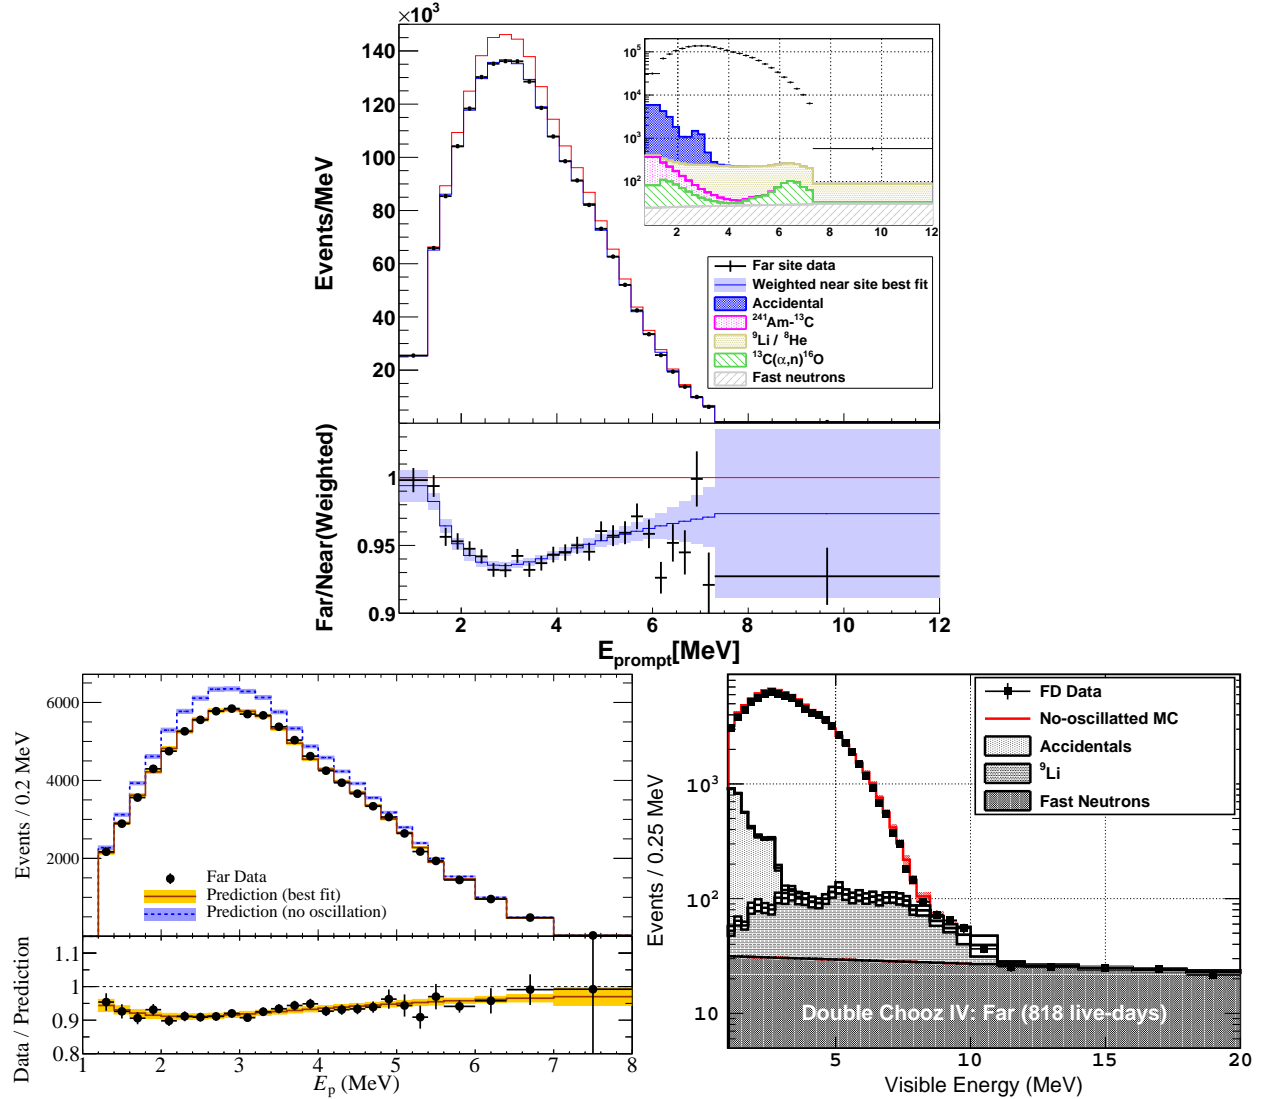 ×10³
140
120
100
80
60
40
20
Events/MeV
10⁵
10⁴
10³
10²
2 4 6 8 10 12
Far site data
Weighted near site best fit
Accidental
²⁴¹Am-¹³C
⁹Li / ⁸He
¹³C(α,n)¹⁶O
Fast neutrons
2 4 6 8 10 12
Far/Near(Weighted)
1
0.95
0.9
2 4 6 8 10 12
E_prompt[MeV]
6000
4000
2000
Events / 0.2 MeV
Far Data
Prediction (best fit)
Prediction (no oscillation)
Data / Prediction
1.1
1
0.9
0.8
1 2 3 4 5 6 7 8
E_p (MeV)
Events / 0.25 MeV
10³
10²
10
FD Data
No-oscillatted MC
Accidentals
⁹Li
Fast Neutrons
Double Chooz IV: Far (818 live-days)
5 10 15 20
Visible Energy (MeV)